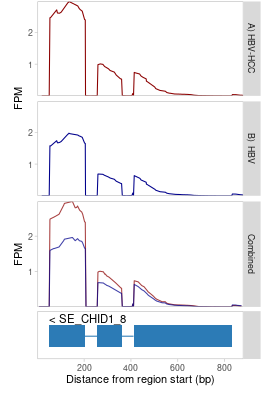 2
1
FPM
A) HBV-HCC
2
1
B) HBV
2
1
FPM
Combined
< SE_CHID1_8
0 200 400 600 800
Distance from region start (bp)